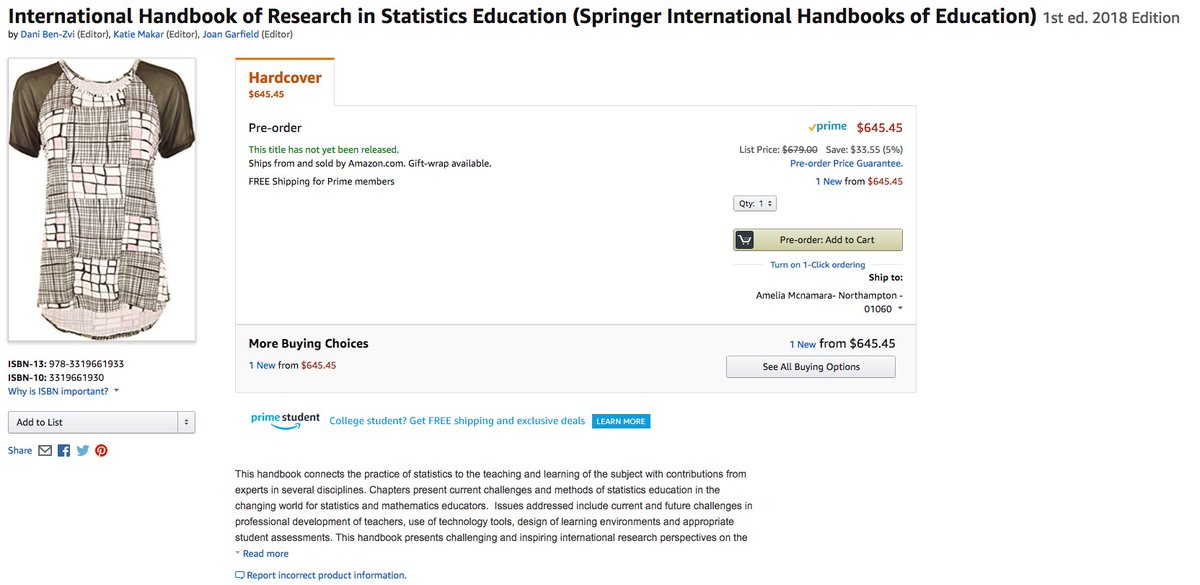 International Handbook of Research in Statistics Education (Springer International Handbooks of Education) 1st ed. 2018 Edition
by Dani Ben-Zvi (Editor), Katie Makar (Editor), Joan Garfield (Editor)
Hardcover
$645.45
Pre-order
prime $645.45
This title has not yet been released.
List Price: $679.00 Save: $33.55 (5%)
Ships from and sold by Amazon.com. Gift-wrap available.
Pre-order Price Guarantee.
FREE Shipping for Prime members
1 New from $645.45
Qty: 1
Pre-order: Add to Cart
Turn on 1-Click ordering
Ship to:
Amelia Mcnamara- Northampton -
01060
More Buying Choices
1 New from $645.45
1 New from $645.45
See All Buying Options
ISBN-13: 978-3319661933
ISBN-10: 3319661930
Why is ISBN important?
Add to List
Share
prime student College student? Get FREE shipping and exclusive deals LEARN MORE
This handbook connects the practice of statistics to the teaching and learning of the subject with contributions from
experts in several disciplines. Chapters present current challenges and methods of statistics education in the
changing world for statistics and mathematics educators. Issues addressed include current and future challenges in
professional development of teachers, use of technology tools, design of learning environments and appropriate
student assessments. This handbook presents challenging and inspiring international research perspectives on the
Read more
Report incorrect product information.